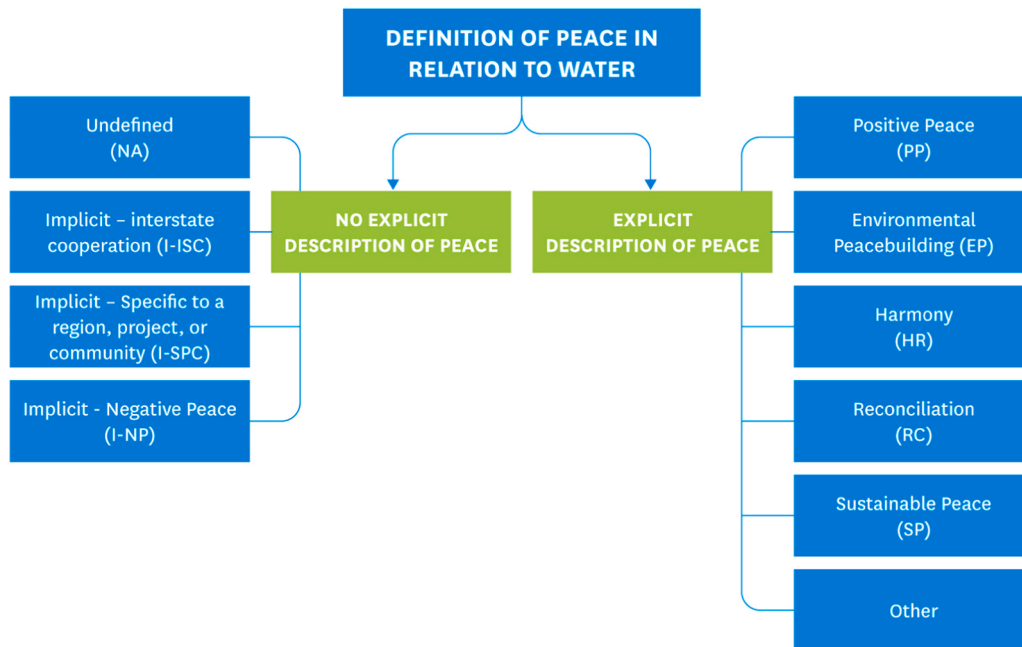 DEFINITION OF PEACE IN
RELATION TO WATER
Undefined
(NA)
Implicit – interstate
cooperation (I-ISC)
Implicit – Specific to a
region, project, or
community (I-SPC)
Implicit - Negative Peace
(I-NP)
NO EXPLICIT
DESCRIPTION OF PEACE
EXPLICIT
DESCRIPTION OF PEACE
Positive Peace
(PP)
Environmental
Peacebuilding (EP)
Harmony
(HR)
Reconciliation
(RC)
Sustainable Peace
(SP)
Other